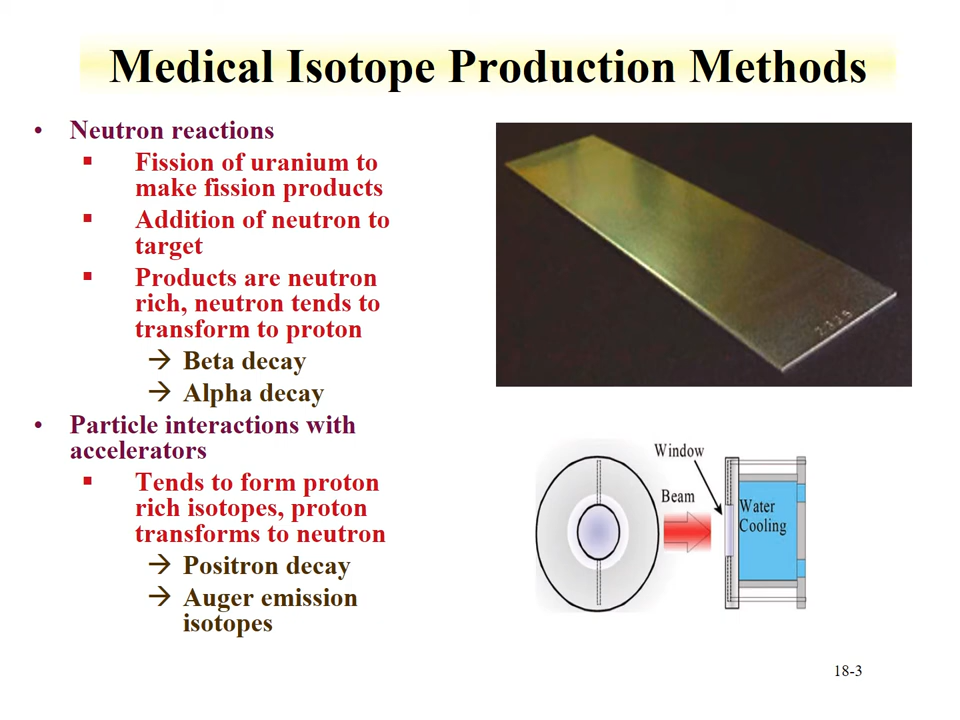 Medical Isotope Production Methods
• Neutron reactions
▪ Fission of uranium to
make fission products
▪ Addition of neutron to
target
▪ Products are neutron
rich, neutron tends to
transform to proton
→ Beta decay
→ Alpha decay
• Particle interactions with
accelerators
▪ Tends to form proton
rich isotopes, proton
transforms to neutron
→ Positron decay
→ Auger emission
isotopes
Window
Beam
Water
Cooling
18-3